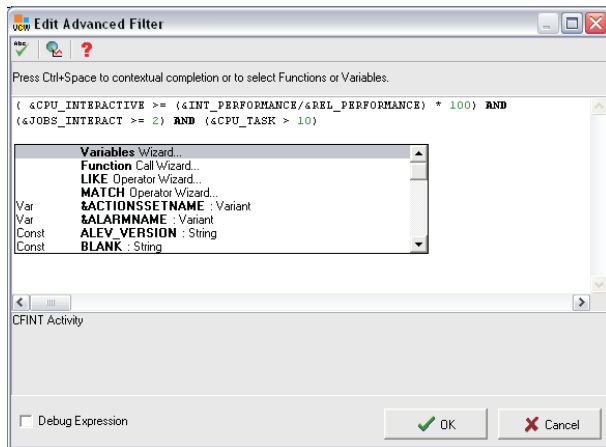 VCW Edit Advanced Filter
Abc ?
Press Ctrl+Space to contextual completion or to select Functions or Variables.
( &CPU_INTERACTIVE >= (&INT_PERFORMANCE/&REL_PERFORMANCE) * 100) AND
(&JOBS_INTERACT >= 2) AND (&CPU_TASK > 10)
Variables Wizard...
Function Call Wizard...
LIKE Operator Wizard...
MATCH Operator Wizard...
Var &ACTIONSSETNAME : Variant
Var &ALARMNAME : Variant
Const ALEV_VERSION : String
Const BLANK : String
CFINT Activity
Debug Expression
OK
Cancel